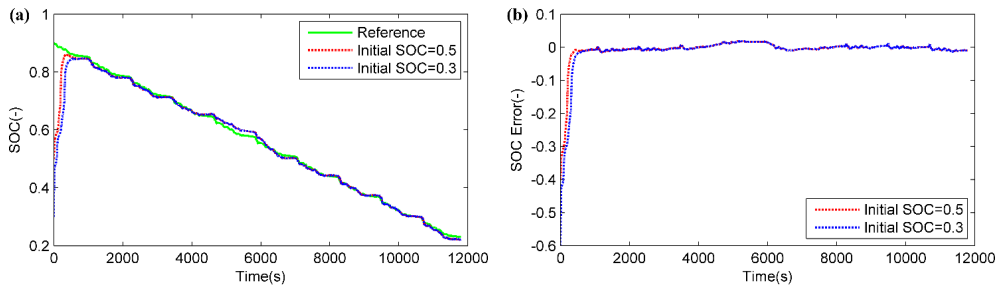 (a)
1
0.8
0.6
0.4
0.2
SOC(-)
0
2000
4000
6000
8000
10000
12000
Time(s)
Reference
Initial SOC=0.5
Initial SOC=0.3
(b)
0.1
0
-0.1
-0.2
-0.3
-0.4
-0.5
-0.6
SOC Error(-)
0
2000
4000
6000
8000
10000
12000
Time(s)
Initial SOC=0.5
Initial SOC=0.3